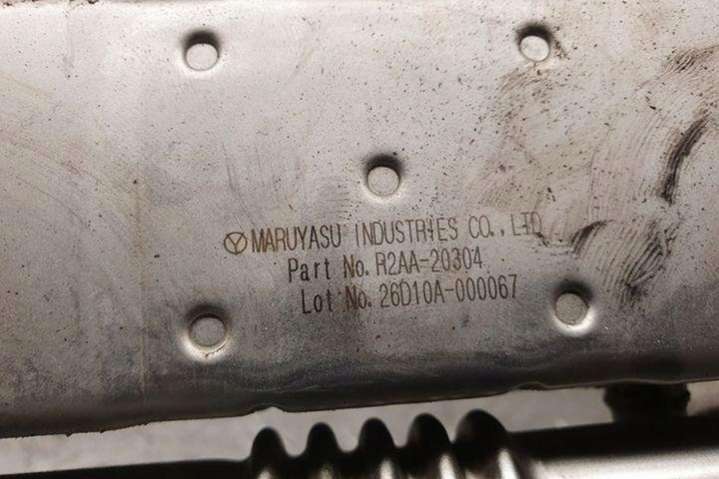 MARUYASU INDUSTRIES CO., LTD
Part No. R2AA-20304
Lot No. 26D10A-000067